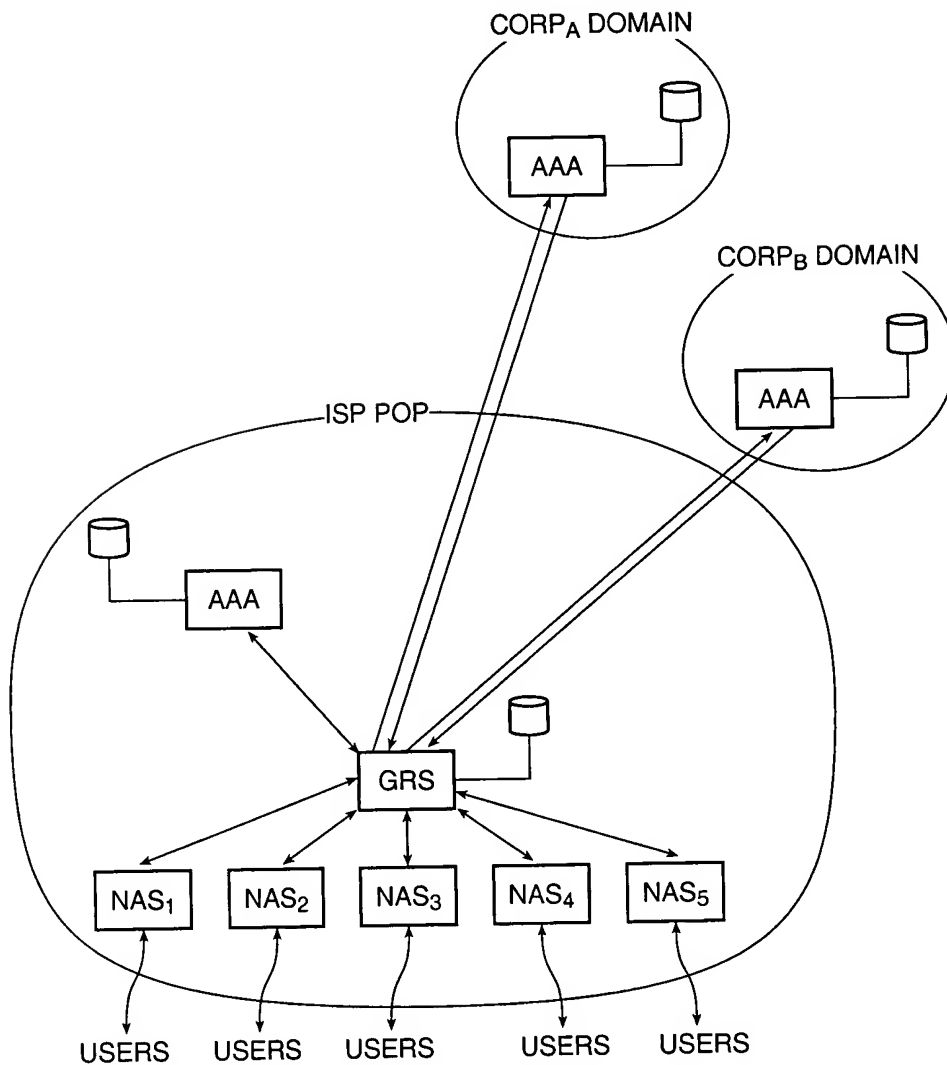 CORPA DOMAIN
AAA
CORPB DOMAIN
AAA
ISP POP
AAA
GRS
NAS1
NAS2
NAS3
NAS4
NAS5
USERS
USERS
USERS
USERS
USERS